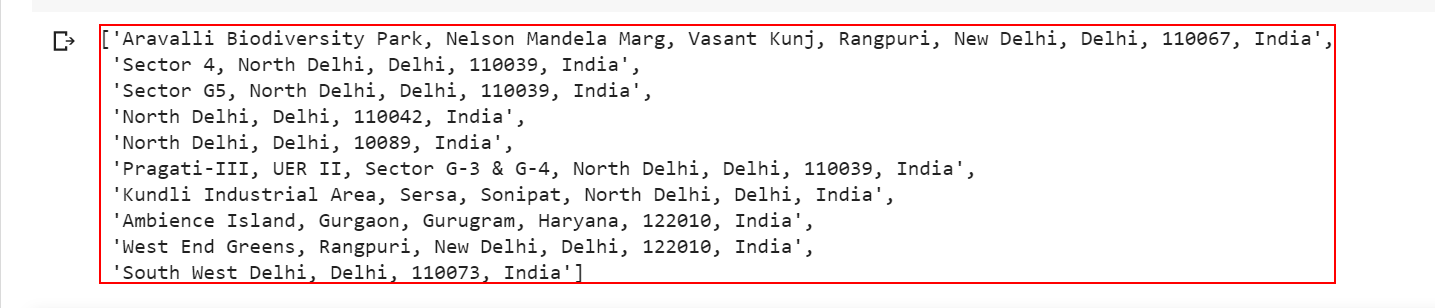 ['Aravalli Biodiversity Park, Nelson Mandela Marg, Vasant Kunj, Rangpuri, New Delhi, Delhi, 110067, India',
'Sector 4, North Delhi, Delhi, 110039, India',
'Sector G5, North Delhi, Delhi, 110039, India',
'North Delhi, Delhi, 110042, India',
'North Delhi, Delhi, 10089, India',
'Pragati-III, UER II, Sector G-3 & G-4, North Delhi, Delhi, 110039, India',
'Kundli Industrial Area, Sersa, Sonipat, North Delhi, Delhi, India',
'Ambience Island, Gurgaon, Gurugram, Haryana, 122010, India',
'West End Greens, Rangpuri, New Delhi, Delhi, 122010, India',
'South West Delhi, Delhi, 110073, India']